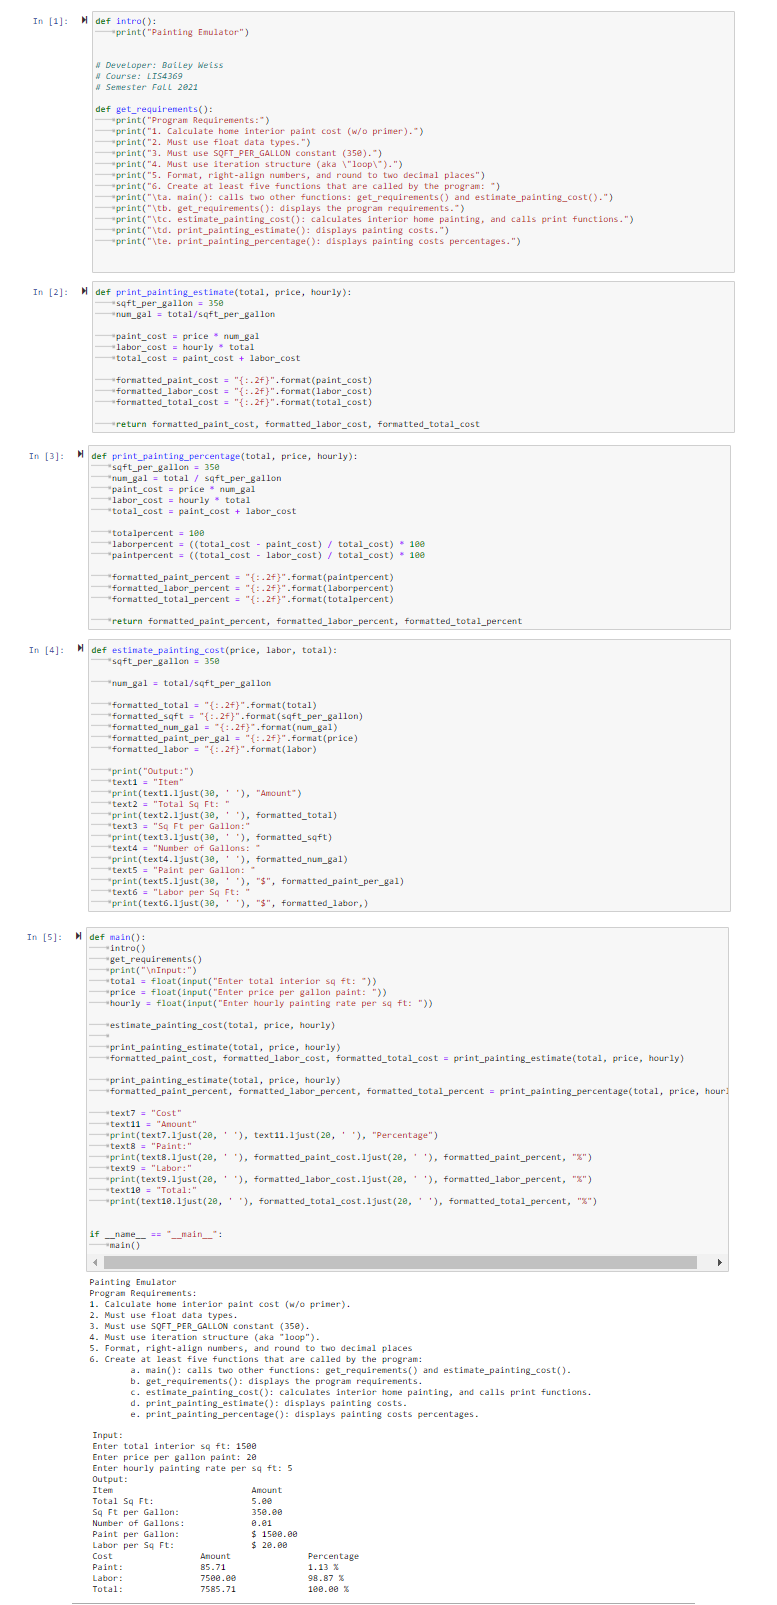 In [1]:
def intro():
print("Painting Emulator")
# Developer: Bailey Weiss
# Course: LIS4369
# Semester Fall 2021
def get_requirements():
print("Program Requirements:")
print("1. Calculate home interior paint cost (w/o primer).")
print("2. Must use float data types.")
print("3. Must use SQFT_PER_GALLON constant (350).")
print("4. Must use iteration structure (aka \"loop\").")
print("5. Format, right-align numbers, and round to two decimal places")
print("6. Create at least five functions that are called by the program: ")
print("\ta. main(): calls two other functions: get_requirements() and estimate_painting_cost().")
print("\tb. get_requirements(): displays the program requirements.")
print("\tc. estimate_painting_cost(): calculates interior home painting, and calls print functions.")
print("\td. print_painting_estimate(): displays painting costs.")
print("\te. print_painting_percentage(): displays painting costs percentages.")
In [2]:
def print_painting_estimate(total, price, hourly):
sqft_per_gallon = 350
num_gal = total/sqft_per_gallon
paint_cost = price * num_gal
labor_cost = hourly * total
total_cost = paint_cost + labor_cost
formatted_paint_cost = "{:.2f}".format(paint_cost)
formatted_labor_cost = "{:.2f}".format(labor_cost)
formatted_total_cost = "{:.2f}".format(total_cost)
return formatted_paint_cost, formatted_labor_cost, formatted_total_cost
In [3]:
def print_painting_percentage(total, price, hourly):
sqft_per_gallon = 350
num_gal = total / sqft_per_gallon
paint_cost = price * num_gal
labor_cost = hourly * total
total_cost = paint_cost + labor_cost
totalpercent = 100
laborpercent = ((total_cost - paint_cost) / total_cost) * 100
paintpercent = ((total_cost - labor_cost) / total_cost) * 100
formatted_paint_percent = "{:.2f}".format(paintpercent)
formatted_labor_percent = "{:.2f}".format(laborpercent)
formatted_total_percent = "{:.2f}".format(totalpercent)
return formatted_paint_percent, formatted_labor_percent, formatted_total_percent
In [4]:
def estimate_painting_cost(price, labor, total):
sqft_per_gallon = 350
num_gal = total/sqft_per_gallon
formatted_total = "{:.2f}".format(total)
formatted_sqft = "{:.2f}".format(sqft_per_gallon)
formatted_num_gal = "{:.2f}".format(num_gal)
formatted_paint_per_gal = "{:.2f}".format(price)
formatted_labor = "{:.2f}".format(labor)
print("Output:")
text1 = "Item"
print(text1.ljust(30, ' '), "Amount")
text2 = "Total Sq Ft: "
print(text2.ljust(30, ' '), formatted_total)
text3 = "Sq Ft per Gallon:"
print(text3.ljust(30, ' '), formatted_sqft)
text4 = "Number of Gallons: "
print(text4.ljust(30, ' '), formatted_num_gal)
text5 = "Paint per Gallon: "
print(text5.ljust(30, ' '), "$", formatted_paint_per_gal)
text6 = "Labor per Sq Ft: "
print(text6.ljust(30, ' '), "$", formatted_labor,)
In [5]:
def main():
intro()
get_requirements()
print("\nInput:")
total = float(input("Enter total interior sq ft: "))
price = float(input("Enter price per gallon paint: "))
hourly = float(input("Enter hourly painting rate per sq ft: "))
estimate_painting_cost(total, price, hourly)
print_painting_estimate(total, price, hourly)
formatted_paint_cost, formatted_labor_cost, formatted_total_cost = print_painting_estimate(total, price, hourly)
print_painting_estimate(total, price, hourly)
formatted_paint_percent, formatted_labor_percent, formatted_total_percent = print_painting_percentage(total, price, hourl
text7 = "Cost"
text11 = "Amount"
print(text7.ljust(20, ' '), text11.ljust(20, ' '), "Percentage")
text8 = "Paint:"
print(text8.ljust(20, ' '), formatted_paint_cost.ljust(20, ' '), formatted_paint_percent, "%")
text9 = "Labor:"
print(text9.ljust(20, ' '), formatted_labor_cost.ljust(20, ' '), formatted_labor_percent, "%")
text10 = "Total:"
print(text10.ljust(20, ' '), formatted_total_cost.ljust(20, ' '), formatted_total_percent, "%")
if __name__ == "__main__":
main()
Painting Emulator
Program Requirements:
1. Calculate home interior paint cost (w/o primer).
2. Must use float data types.
3. Must use SQFT_PER_GALLON constant (350).
4. Must use iteration structure (aka "loop").
5. Format, right-align numbers, and round to two decimal places
6. Create at least five functions that are called by the program:
a. main(): calls two other functions: get_requirements() and estimate_painting_cost().
b. get_requirements(): displays the program requirements.
c. estimate_painting_cost(): calculates interior home painting, and calls print functions.
d. print_painting_estimate(): displays painting costs.
e. print_painting_percentage(): displays painting costs percentages.
Input:
Enter total interior sq ft: 1500
Enter price per gallon paint: 20
Enter hourly painting rate per sq ft: 5
Output:
Item Amount
Total Sq Ft: 5.00
Sq Ft per Gallon: 350.00
Number of Gallons: 0.01
Paint per Gallon: $ 1500.00
Labor per Sq Ft: $ 20.00
Cost Amount Percentage
Paint: 85.71 1.13 %
Labor: 7500.00 98.87 %
Total: 7585.71 100.00 %